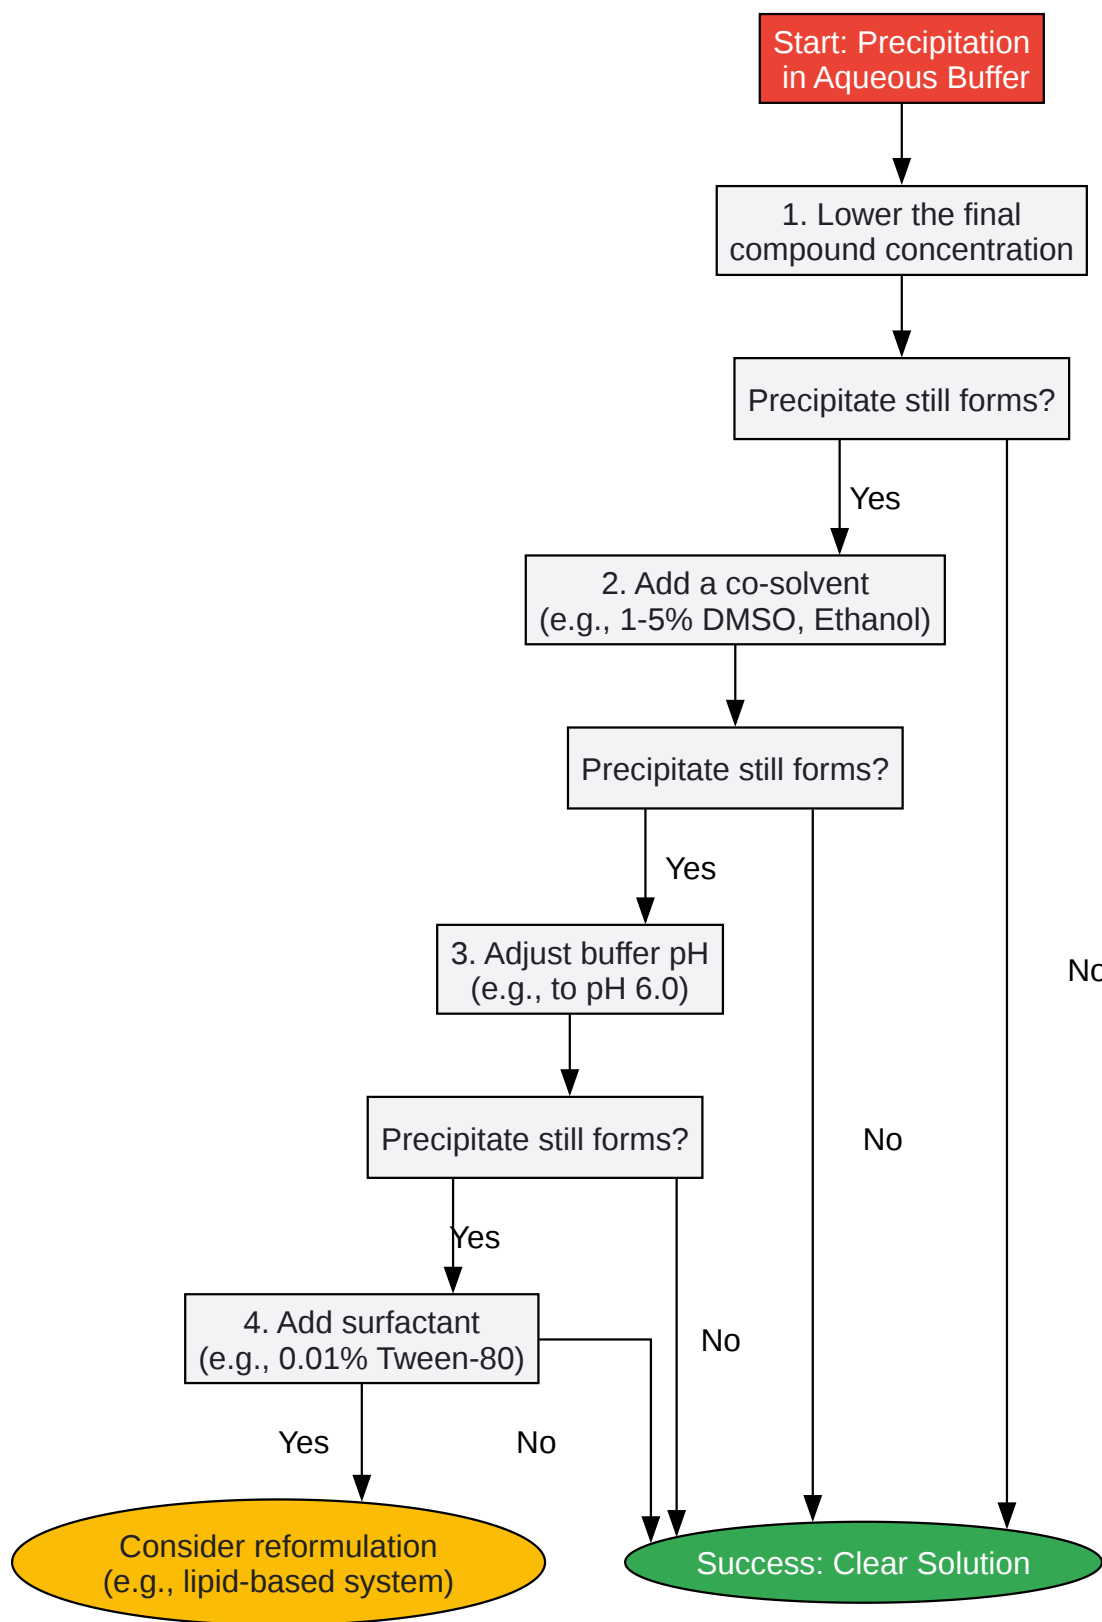 Start: Precipitation
in Aqueous Buffer
1. Lower the final
compound concentration
Precipitate still forms?
Yes
2. Add a co-solvent
(e.g., 1-5% DMSO, Ethanol)
Precipitate still forms?
Yes
3. Adjust buffer pH
(e.g., to pH 6.0)
No
Precipitate still forms?
No
Yes
4. Add surfactant
(e.g., 0.01% Tween-80)
No
Yes
No
Consider reformulation
(e.g., lipid-based system)
Success: Clear Solution